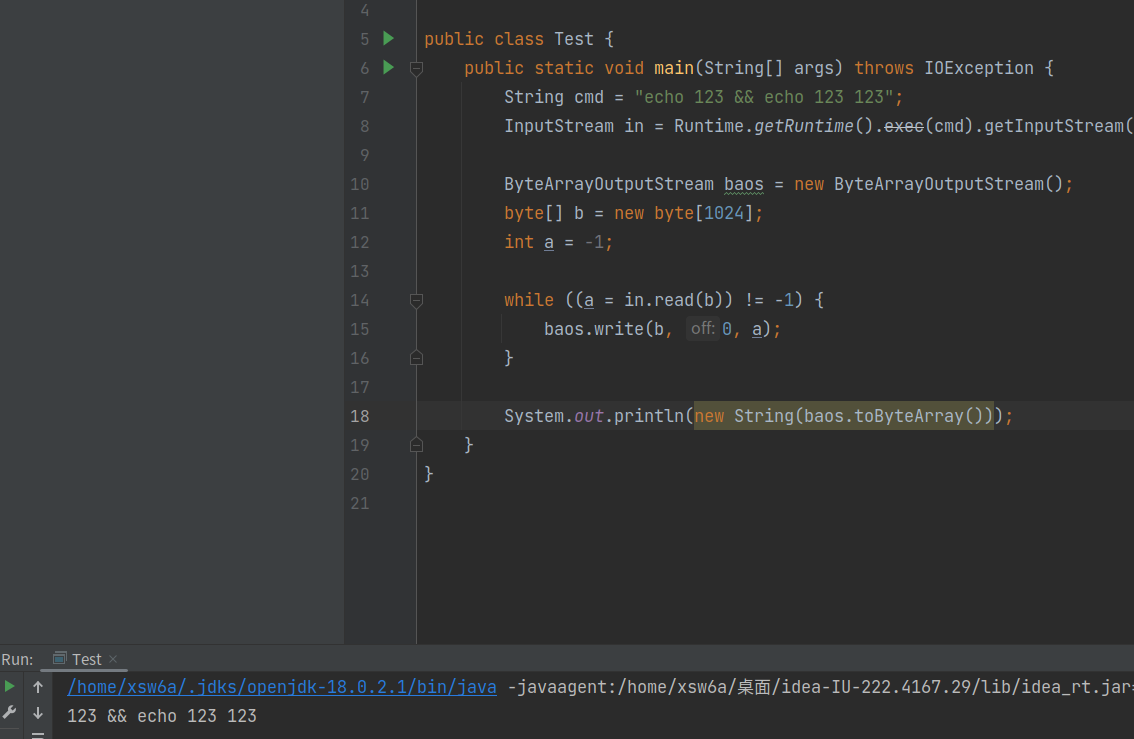 4
5 public class Test {
6 public static void main(String[] args) throws IOException {
7 String cmd = "echo 123 && echo 123 123";
8 InputStream in = Runtime.getRuntime().exec(cmd).getInputStream(
9
10 ByteArrayOutputStream baos = new ByteArrayOutputStream();
11 byte[] b = new byte[1024];
12 int a = -1;
13
14 while ((a = in.read(b)) != -1) {
15 baos.write(b, off: 0, a);
16 }
17
18 System.out.println(new String(baos.toByteArray()));
19 }
20 }
21
Run: Test
/home/xsw6a/.jdks/openjdk-18.0.2.1/bin/java -javaagent:/home/xsw6a/桌面/idea-IU-222.4167.29/lib/idea_rt.jar
123 && echo 123 123